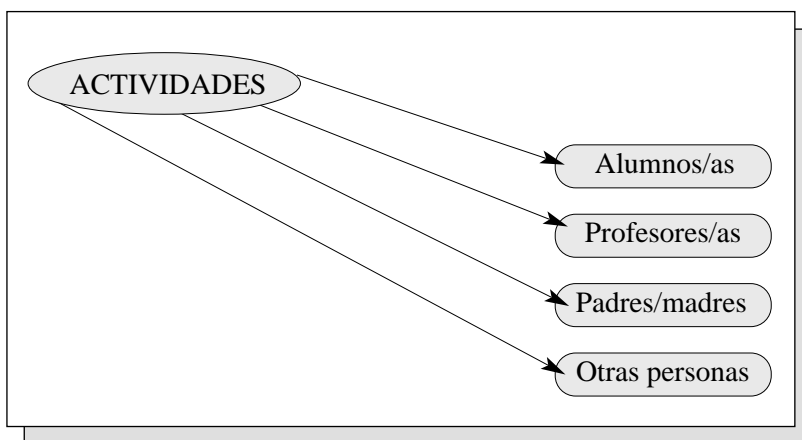 ACTIVIDADES
Alumnos/as
Profesores/as
Padres/madres
Otras personas